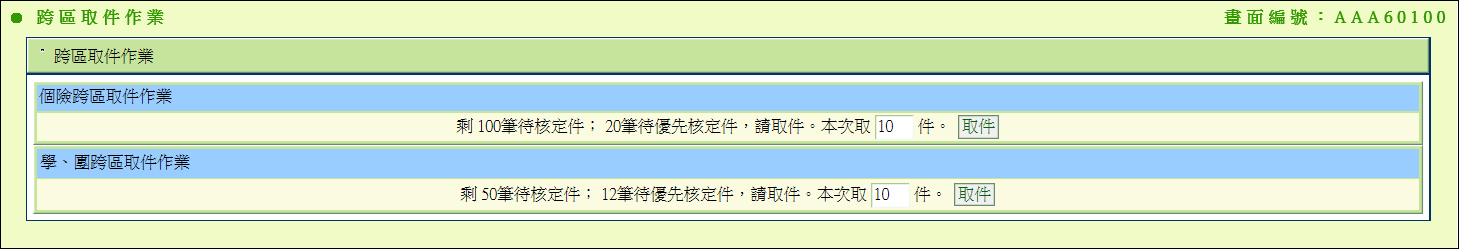 跨區取件作業 畫面編號：AAA60100
跨區取件作業
個險跨區取件作業
剩 100筆待核定件； 20筆待優先核定件，請取件。本次取 10 件。 取件
學、團跨區取件作業
剩 50筆待核定件； 12筆待優先核定件，請取件。本次取 10 件。 取件